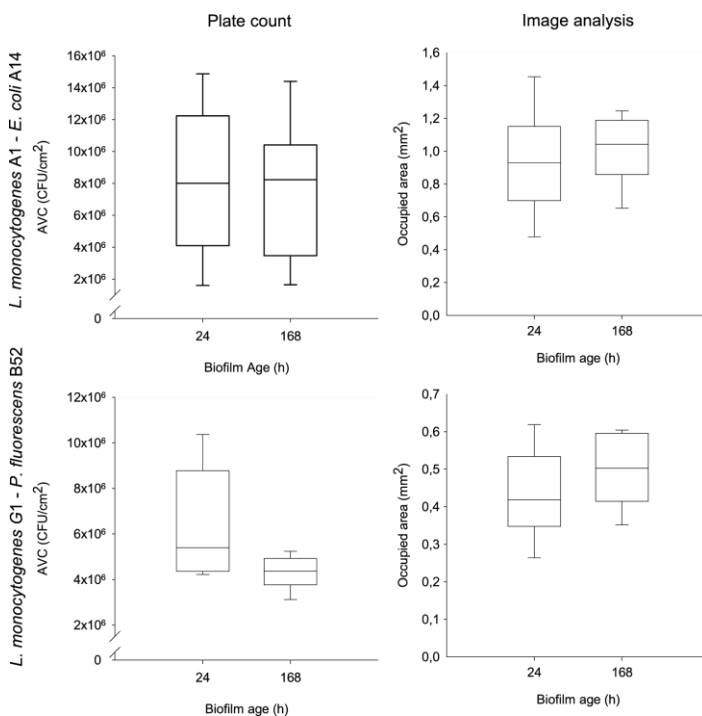 Plate count
Image analysis
L. monocytogenes A1 - E. coli A14
AVC (CFU/cm²)
16x10⁶
14x10⁶
12x10⁶
10x10⁶
8x10⁶
6x10⁶
4x10⁶
2x10⁶
0
24
168
Biofilm Age (h)
Occupied area (mm²)
1,6
1,4
1,2
1,0
0,8
0,6
0,4
0,2
0,0
24
168
Biofilm age (h)
L. monocytogenes G1 - P. fluorescens B52
AVC (CFU/cm²)
12x10⁶
10x10⁶
8x10⁶
6x10⁶
4x10⁶
2x10⁶
0
24
168
Biofilm age (h)
Occupied area (mm²)
0,7
0,6
0,5
0,4
0,3
0,2
0,1
0,0
24
168
Biofilm age (h)